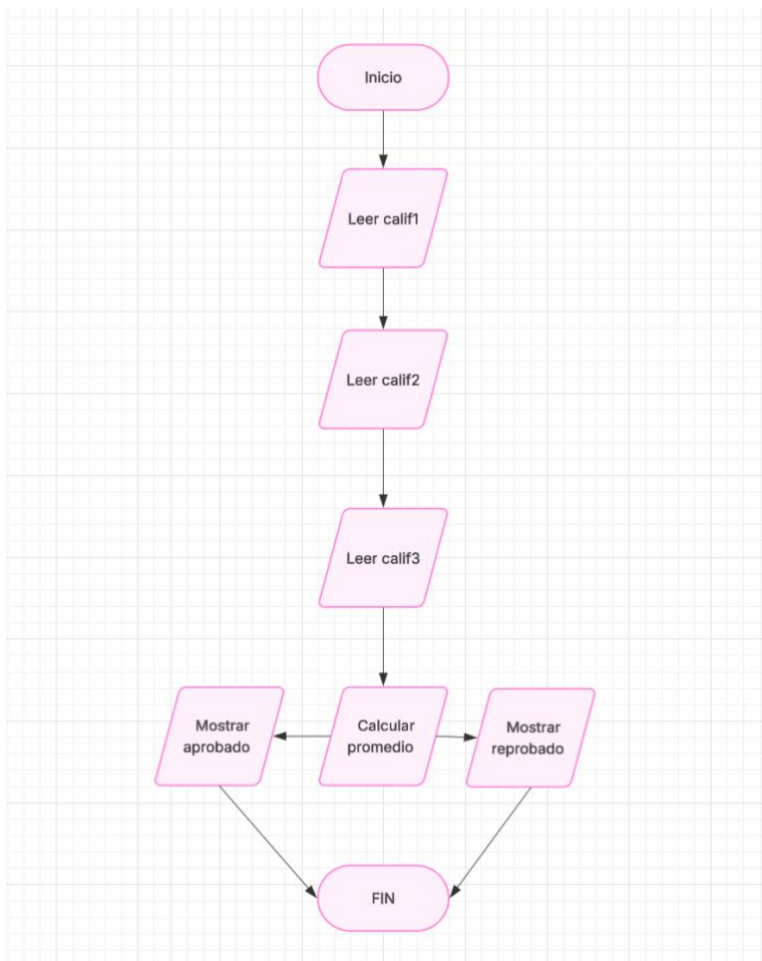 Inicio
Leer calif1
Leer calif2
Leer calif3
Mostrar
aprobado
Calcular
promedio
Mostrar
reprobado
FIN